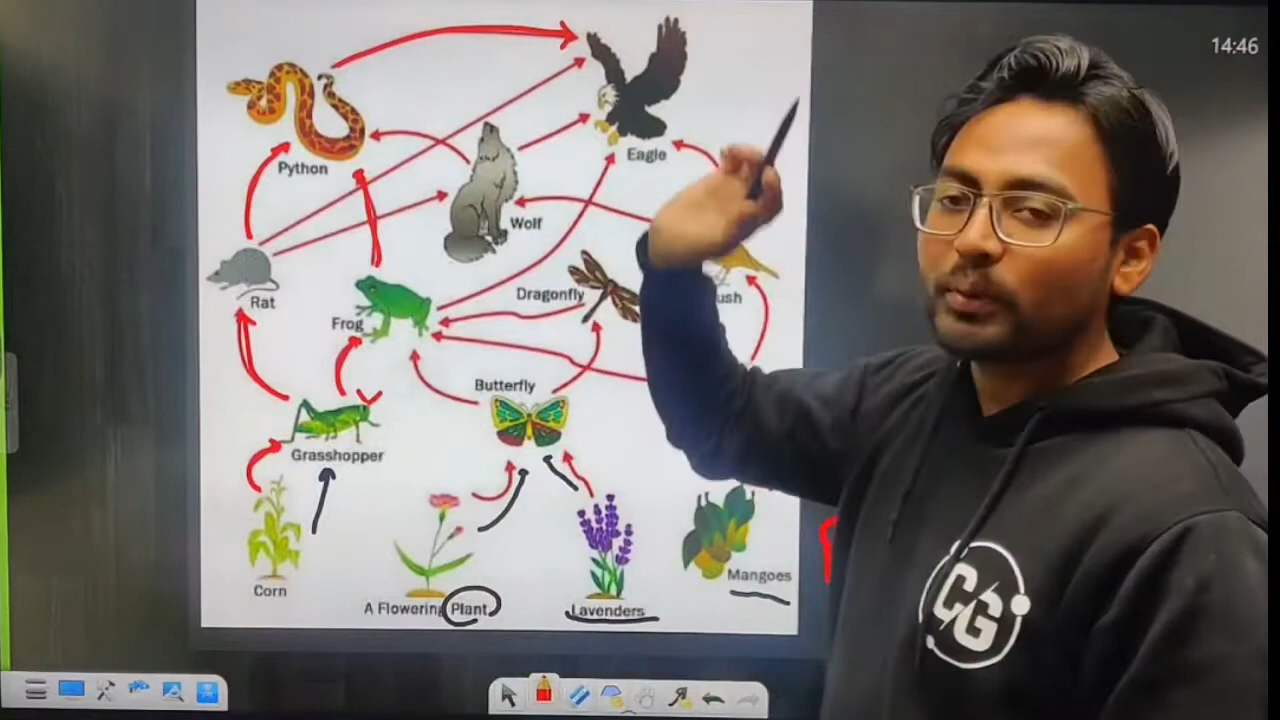 14:46
Python
Eagle
Wolf
Rat
Dragonfly
ush
Frog
Butterfly
Grasshopper
Corn
A Flowering Plant
Lavenders
Mangoes
CG